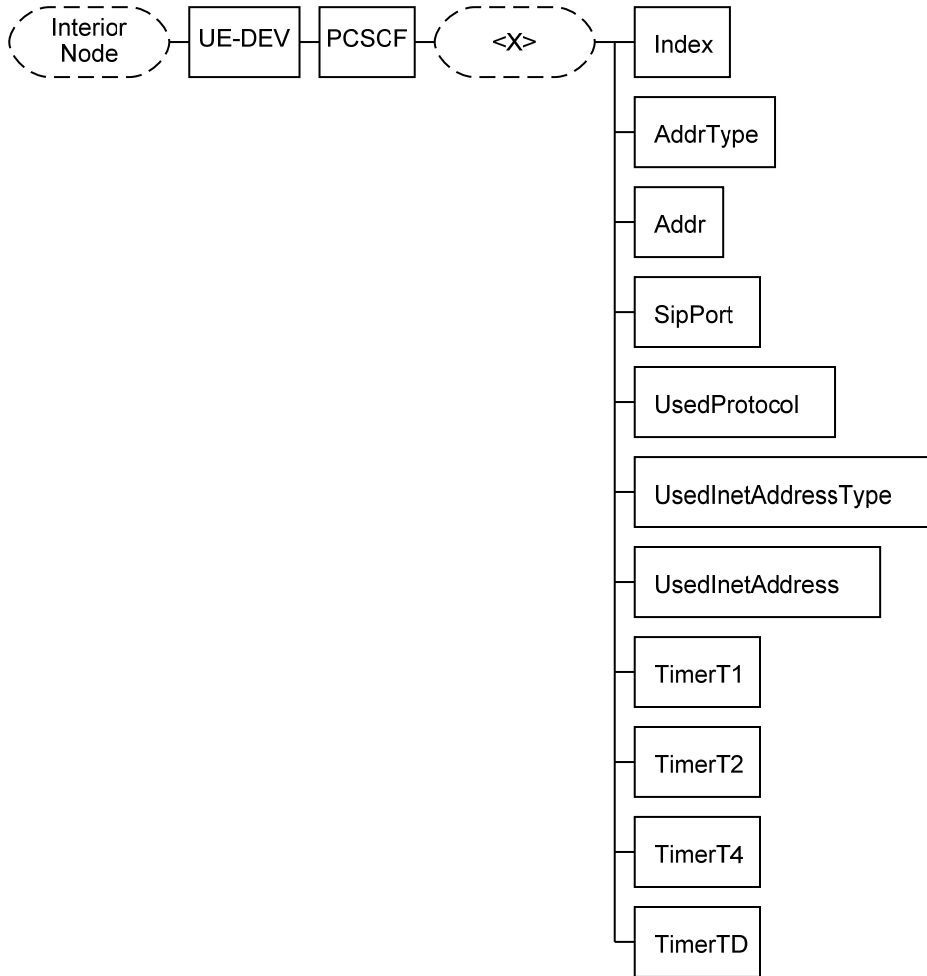 Interior
Node
UE-DEV
PCSCF
<X>
Index
AddrType
Addr
SipPort
UsedProtocol
UsedInetAddressType
UsedInetAddress
TimerT1
TimerT2
TimerT4
TimerTD